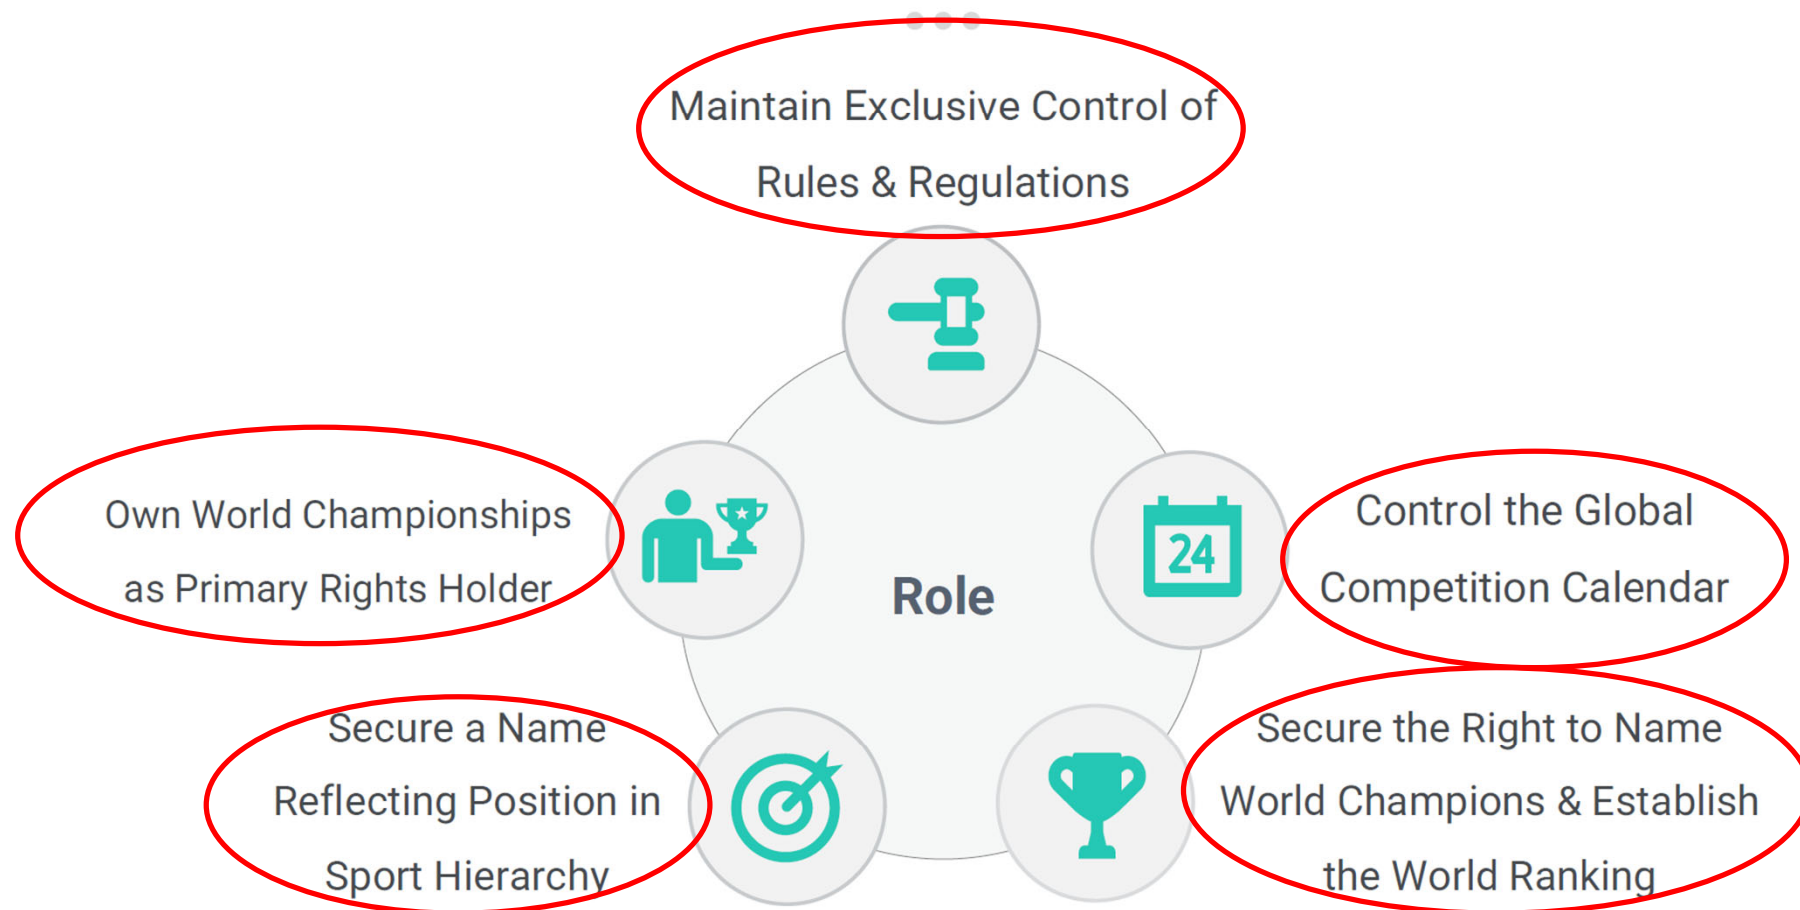 Maintain Exclusive Control of
Rules & Regulations
Own World Championships
as Primary Rights Holder
24
Control the Global
Competition Calendar
Role
Secure a Name
Reflecting Position in
Sport Hierarchy
Secure the Right to Name
World Champions & Establish
the World Ranking